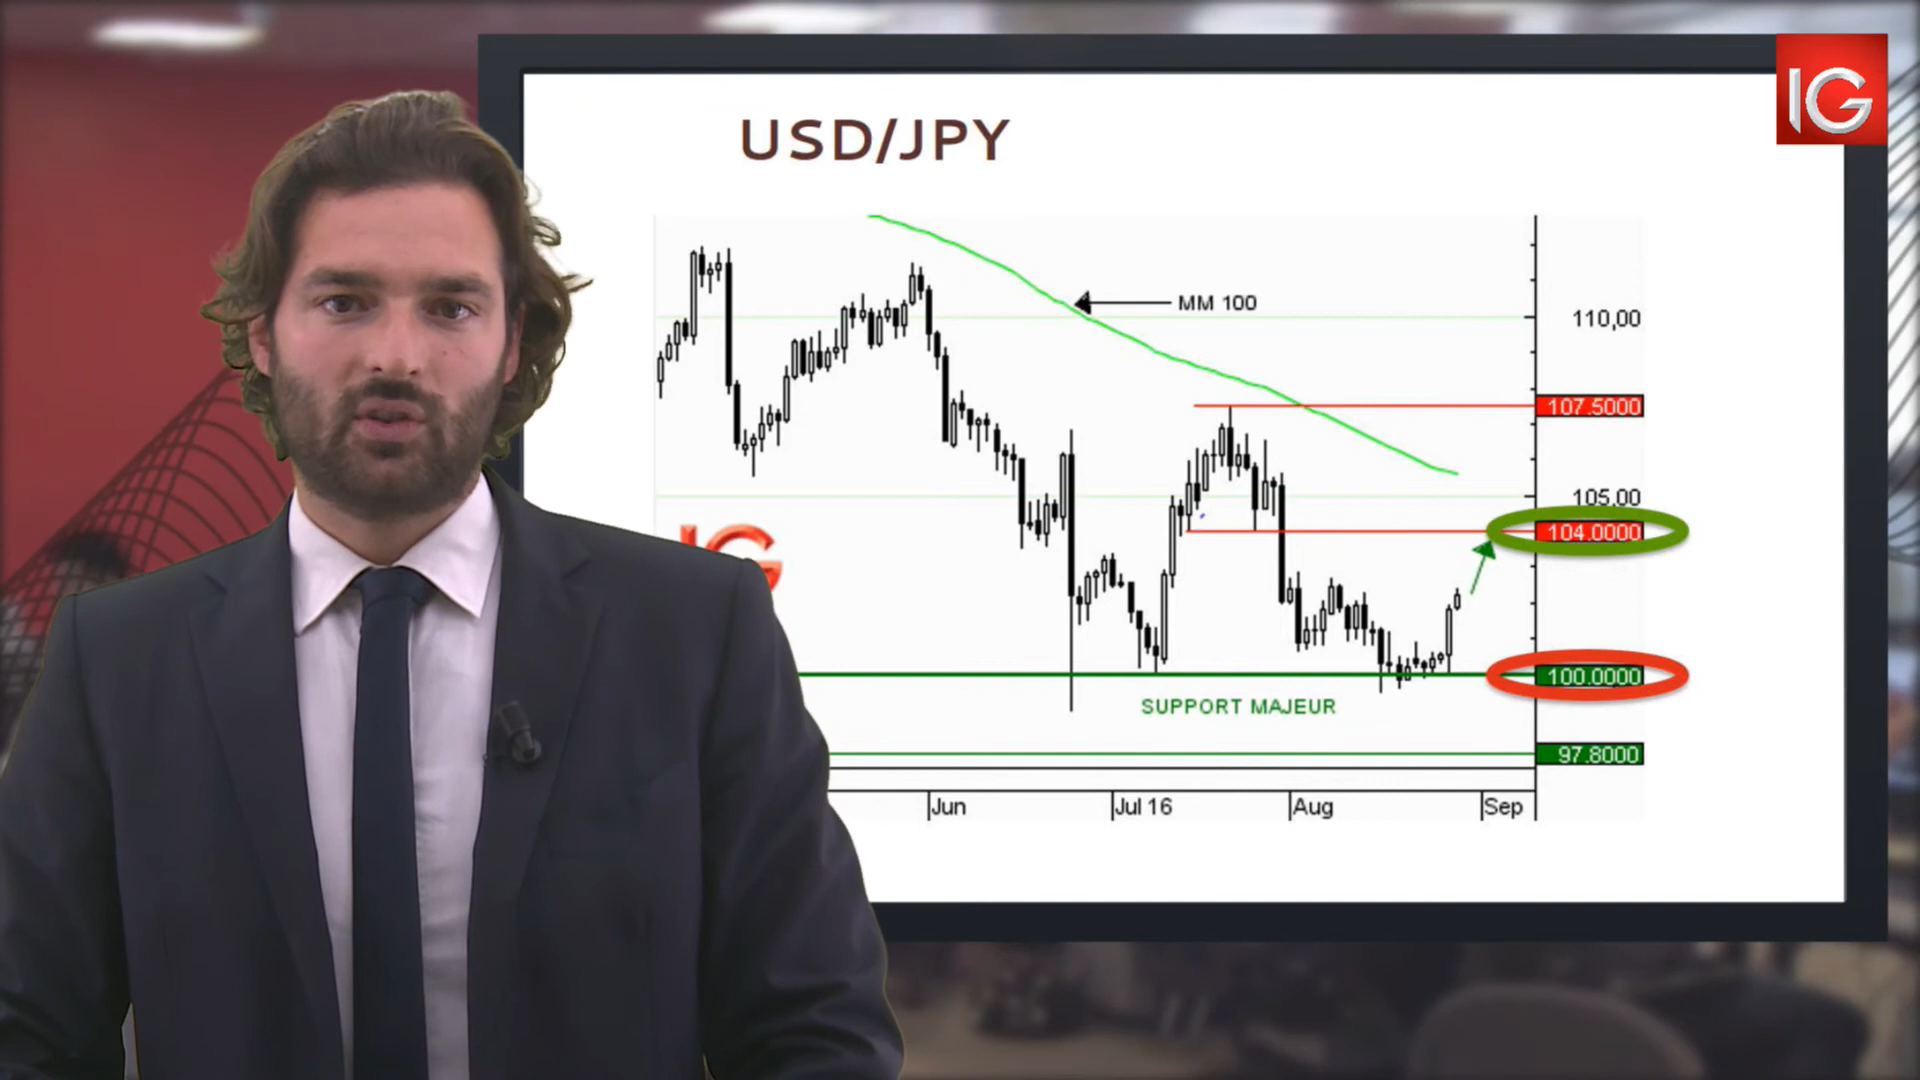 IG
USD/JPY
MM 100
110,00
107.5000
105,00
IG
104.0000
100.0000
SUPPORT MAJEUR
97.8000
Jun
Jul 16
Aug
Sep